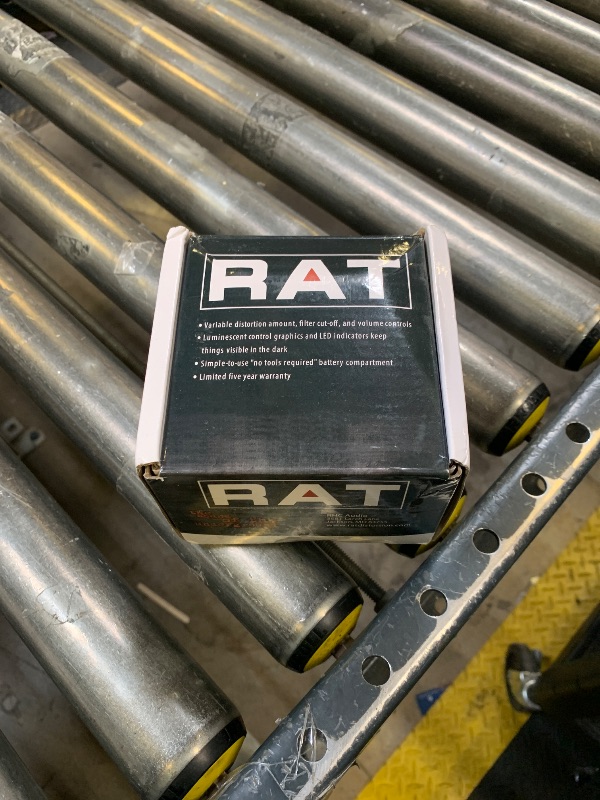 RAT
• Variable distortion amount, filter cut-off, and volume controls
• Luminescent control graphics and LED indicators keep
things visible in the dark
• Simple-to-use "no tools required" battery compartment
• Limited five year warranty
RAT
Audio